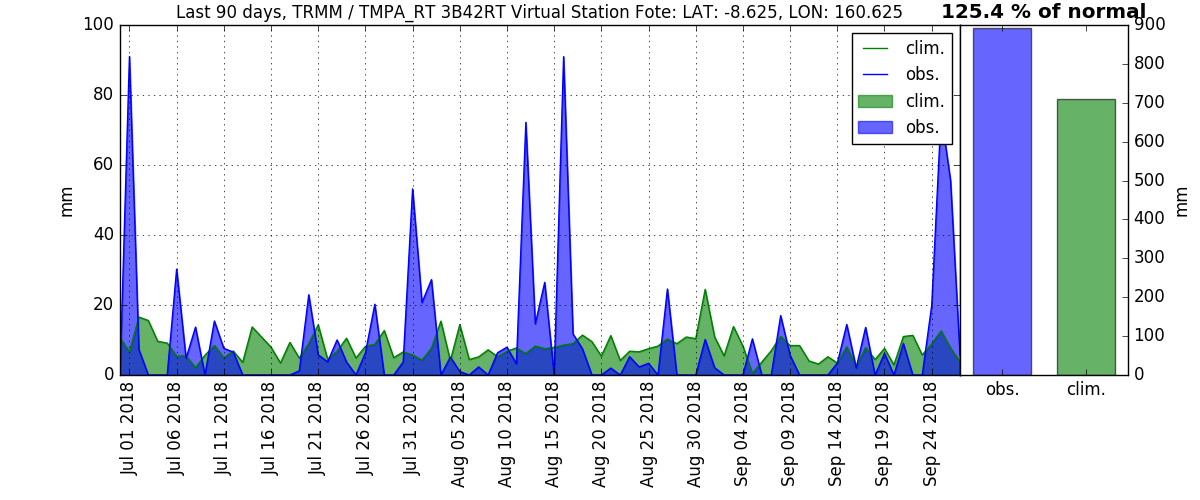 Last 90 days, TRMM / TMPA_RT 3B42RT Virtual Station Fote: LAT: -8.625, LON: 160.625
125.4 % of normal
clim.
obs.
clim.
obs.
mm
100
80
60
40
20
0
900
800
700
600
500
400
300
200
100
0
mm
Jul 01 2018
Jul 06 2018
Jul 11 2018
Jul 16 2018
Jul 21 2018
Jul 26 2018
Jul 31 2018
Aug 05 2018
Aug 10 2018
Aug 15 2018
Aug 20 2018
Aug 25 2018
Aug 30 2018
Sep 04 2018
Sep 09 2018
Sep 14 2018
Sep 19 2018
Sep 24 2018
obs.
clim.